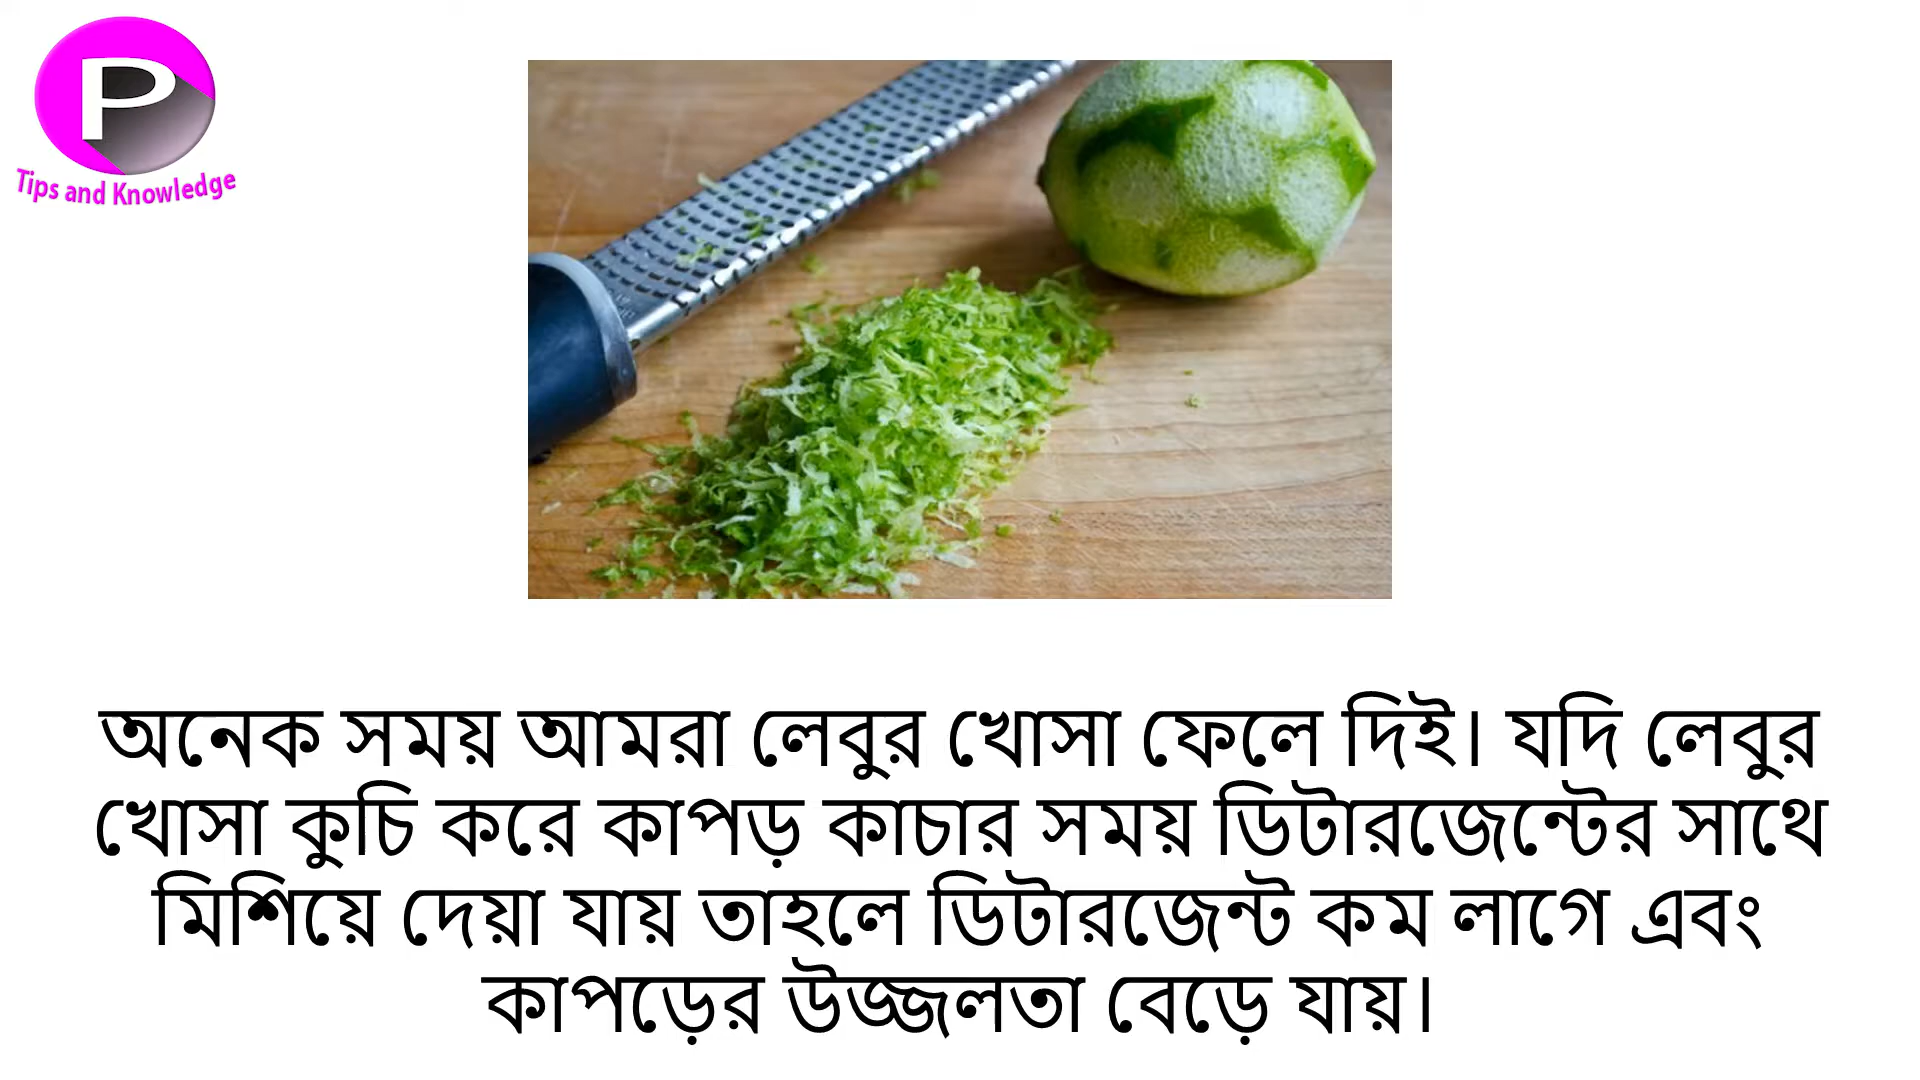 P
Tips and Knowledge
অনেক সময় আমরা লেবুর খোসা ফেলে দিই। যদি লেবুর
খোসা কুচি করে কাপড় কাচার সময় ডিটারজেন্টের সাথে
মিশিয়ে দেয়া যায় তাহলে ডিটারজেন্ট কম লাগে এবং
কাপড়ের উজ্জলতা বেড়ে যায়।